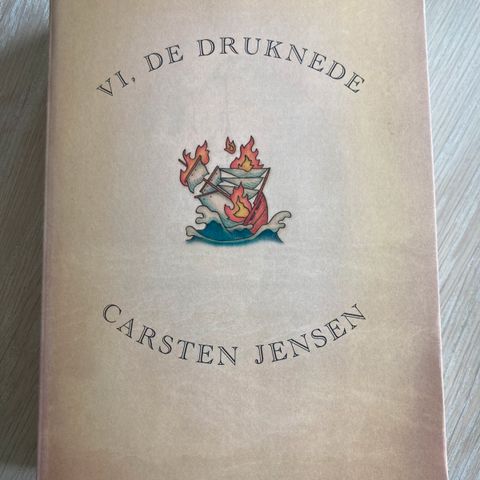 VI, DE DRUKNEDE
CARSTEN JENSEN